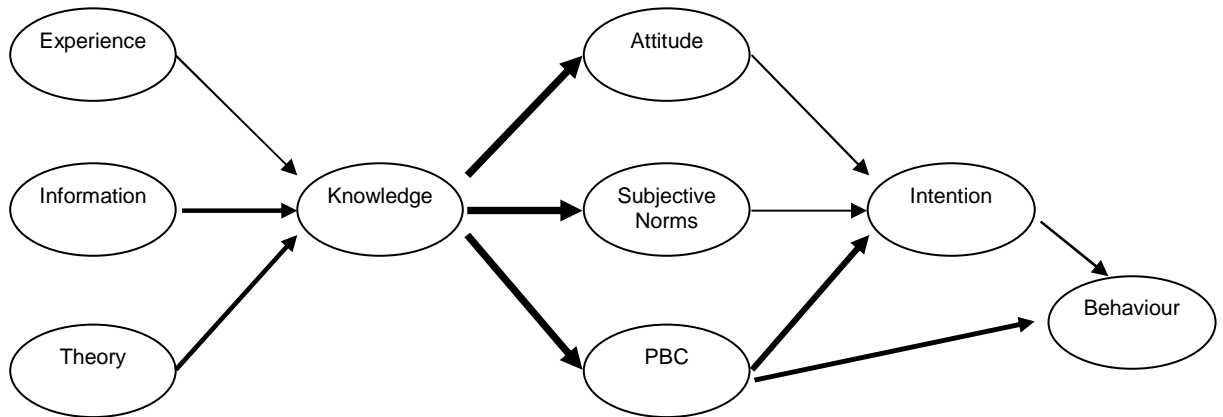 Experience
Attitude
Information
Knowledge
Subjective
Norms
Intention
Behaviour
Theory
PBC